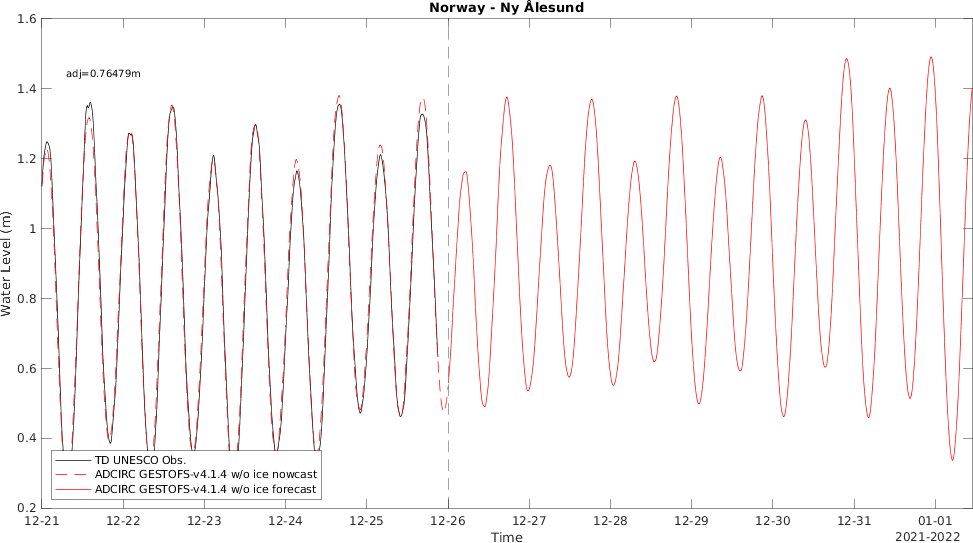 Norway - Ny Ålesund
adj=0.76479m
Water Level (m)
1.6
1.4
1.2
1
0.8
0.6
0.4
0.2
TD UNESCO Obs.
ADCIRC GESTOFS-v4.1.4 w/o ice nowcast
ADCIRC GESTOFS-v4.1.4 w/o ice forecast
12-21 12-22 12-23 12-24 12-25 12-26 12-27 12-28 12-29 12-30 12-31 01-01
Time
2021-2022